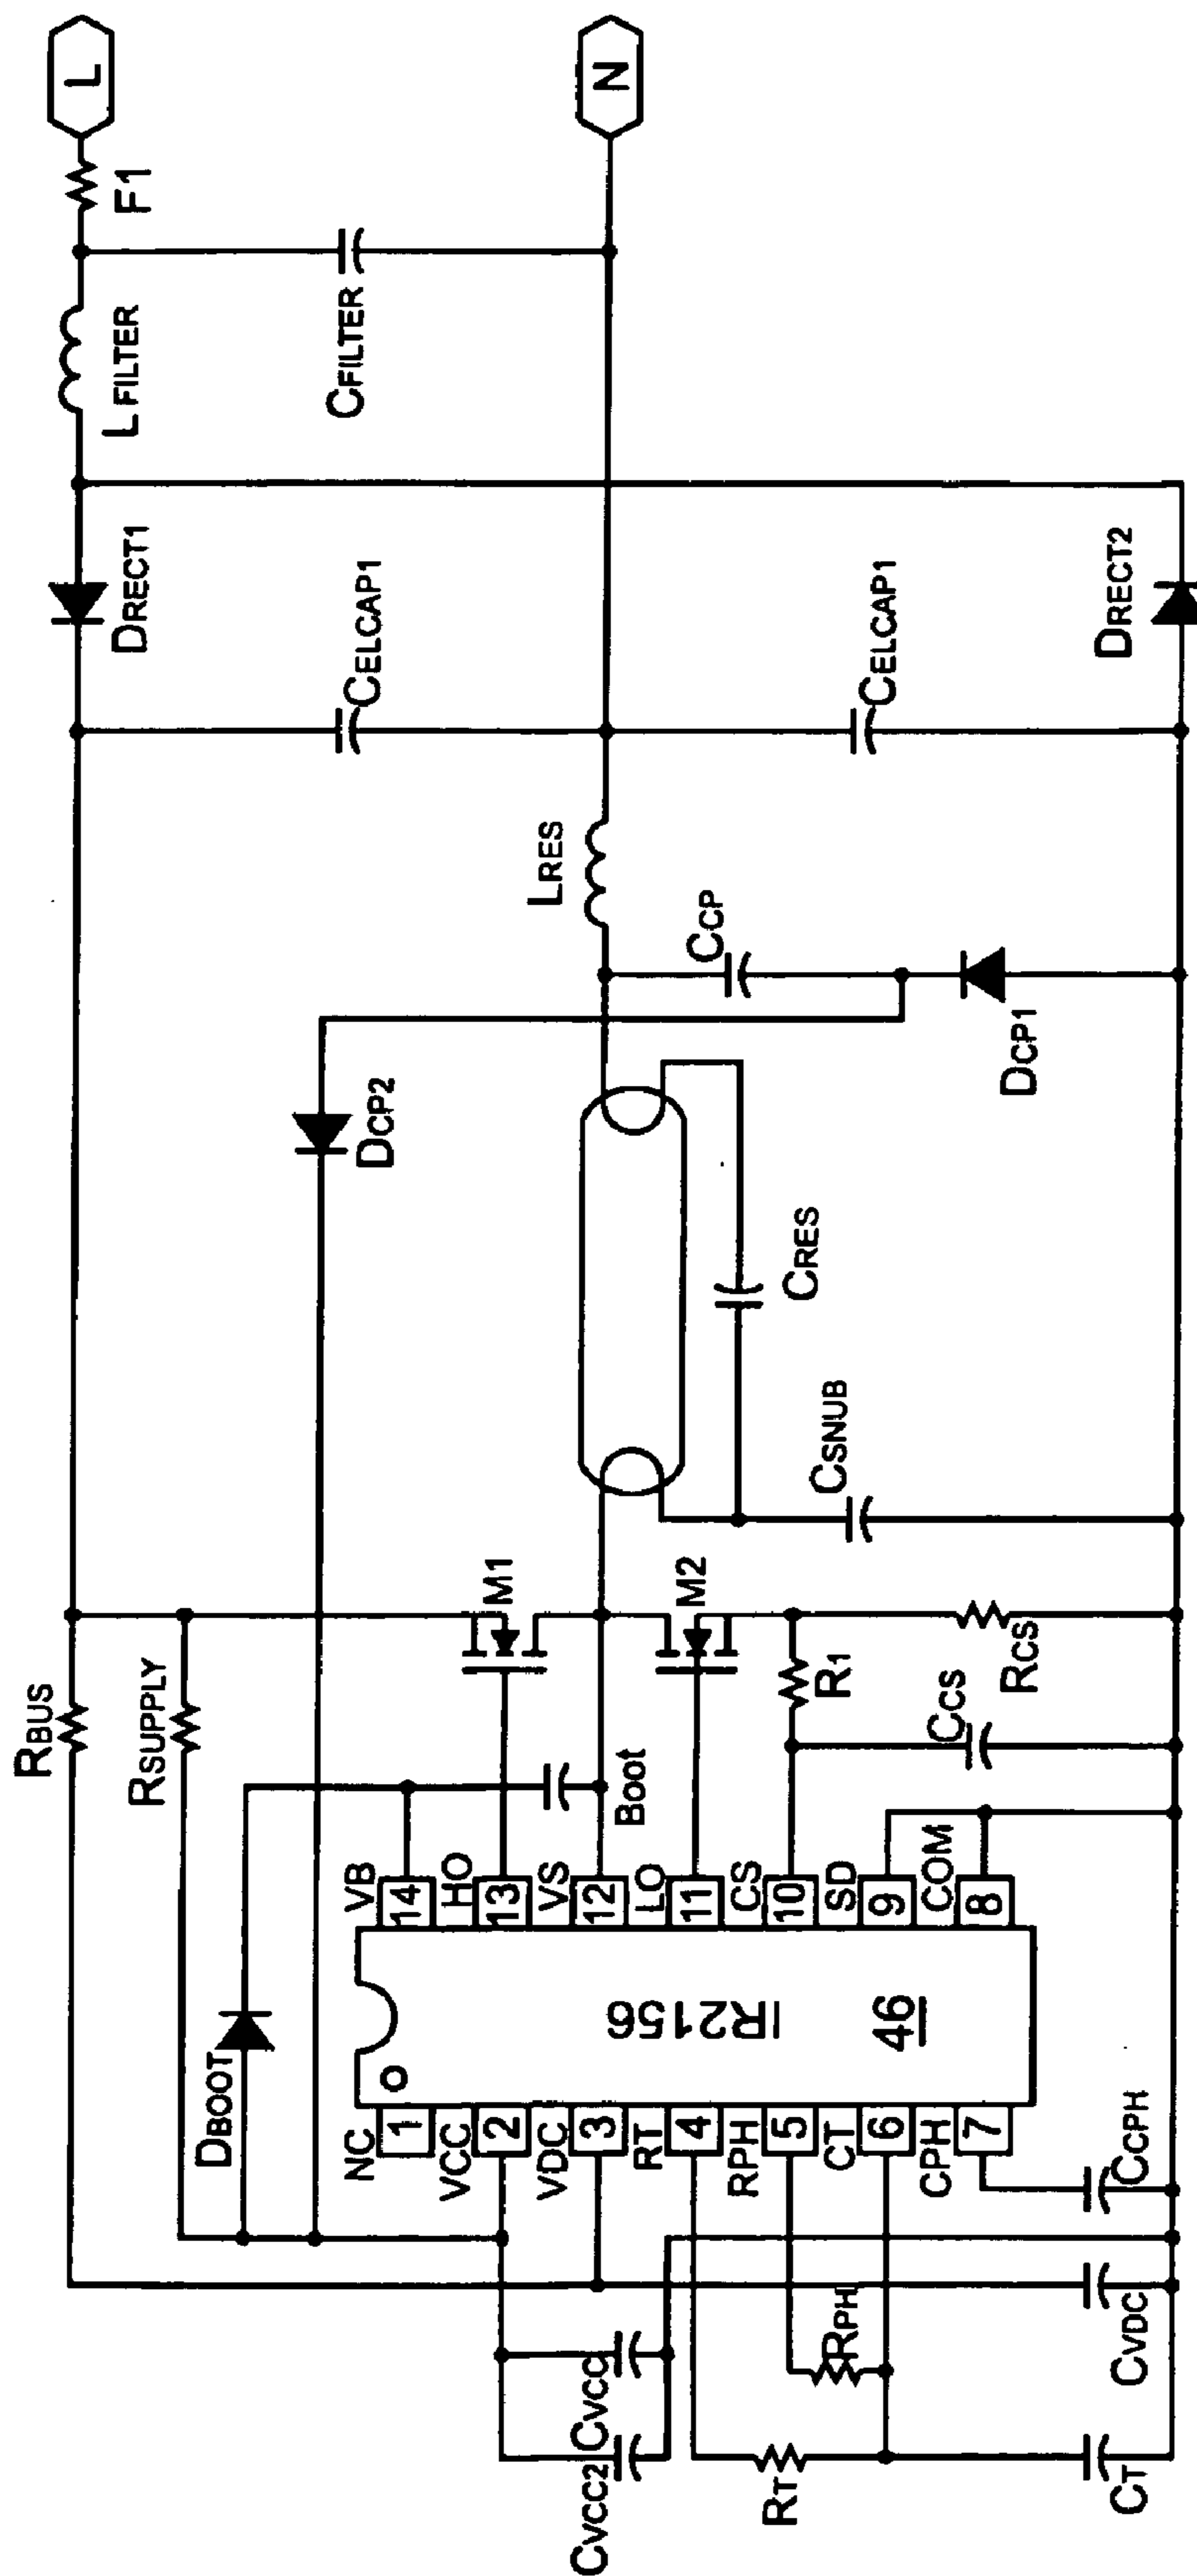 L
F1
N
LFILTER
CFILTER
DRECT1
CELCAP1
CELCAP1
DRECT2
LRES
CCP
DCP1
DCP2
CRES
CSNUB
RBUS
RSUPPLY
M1
M2
R1
RCS
CCS
Boot
DBOOT
VB
HO
VS
LO
CS
SD
COM
14
13
12
11
10
9
8
IR2156
46
1
2
3
4
5
6
7
NC
VCC
VDC
RT
RPH
CT
CPH
CCPH
CVCC
CVCC2
RPH
RT
CVDC
CT